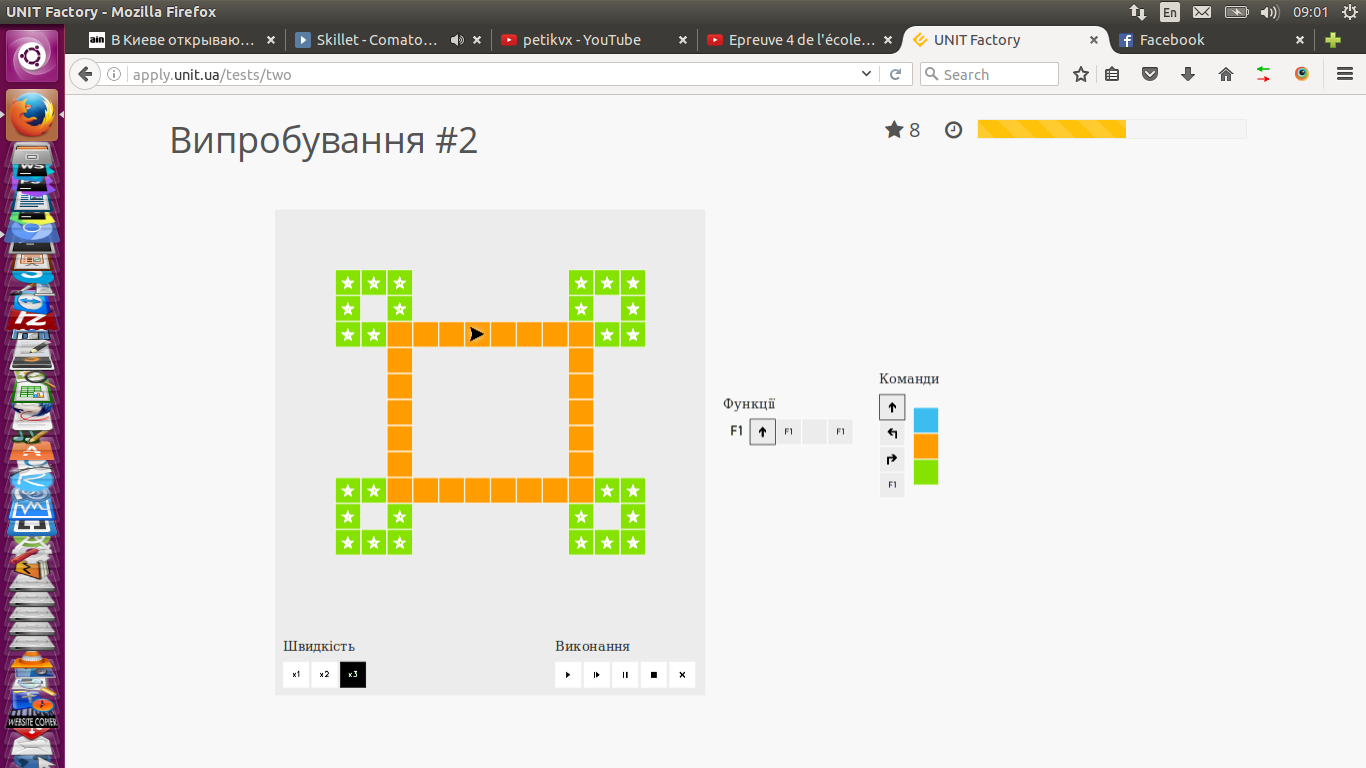 UNIT Factory - Mozilla Firefox
En
09:01
ain В Киеве открываю...
Skillet - Comato...
petikvx - YouTube
Epreuve 4 de l'école...
UNIT Factory
Facebook
apply.unit.ua/tests/two
Search
Випробування #2
8
Команди
Функції
F1 F1 F1
F1
Швидкість
Виконання
x1 x2 x3
WEBSITE COPIER